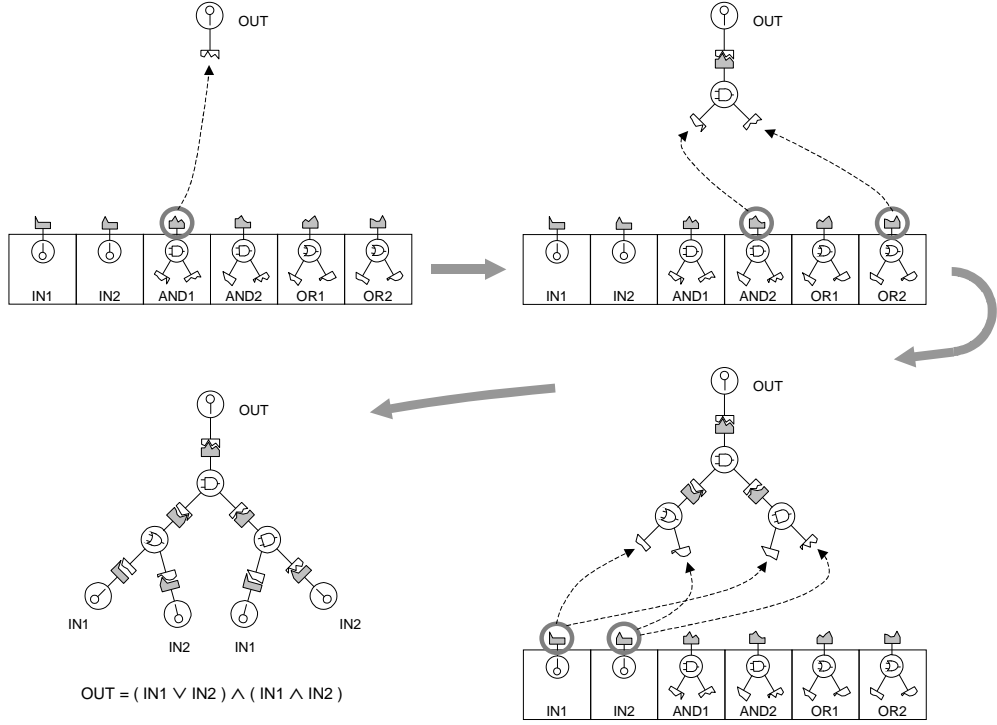 OUT
OUT
IN1 IN2 AND1 AND2 OR1 OR2
IN1 IN2 AND1 AND2 OR1 OR2
OUT
OUT
IN1
IN2
IN1
IN2
OUT = ( IN1 ∨ IN2 ) ∧ ( IN1 ∧ IN2 )
IN1 IN2 AND1 AND2 OR1 OR2